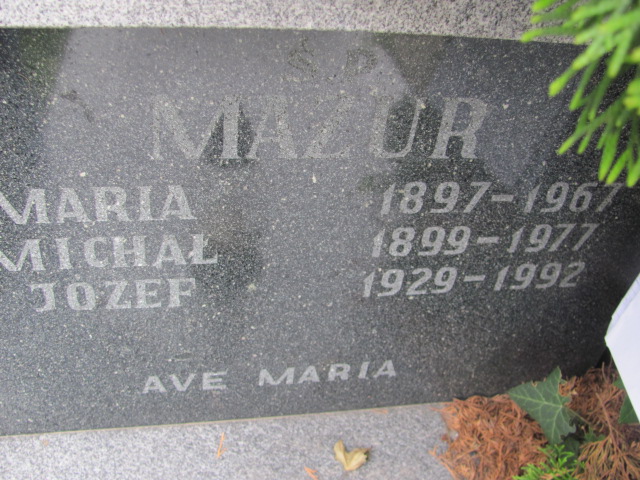 Ś.P.
MAZUR
MARIA 1897-1967
MICHAŁ 1899-1977
JÓZEF 1929-1992
AVE MARIA